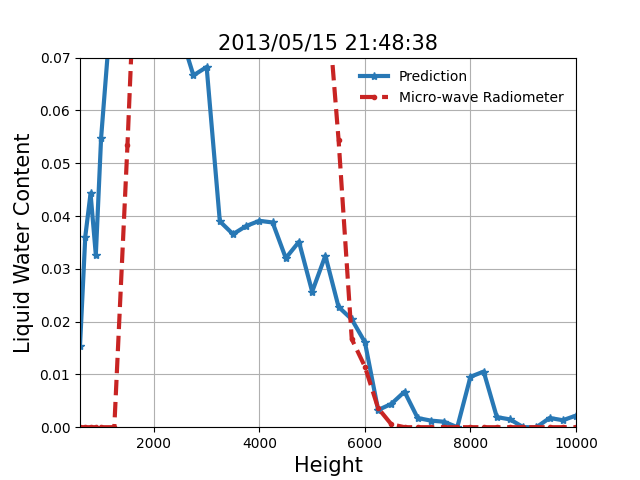 2013/05/15 21:48:38
Prediction
Micro-wave Radiometer
Liquid Water Content
0.07
0.06
0.05
0.04
0.03
0.02
0.01
0.00
2000 4000 6000 8000 10000
Height